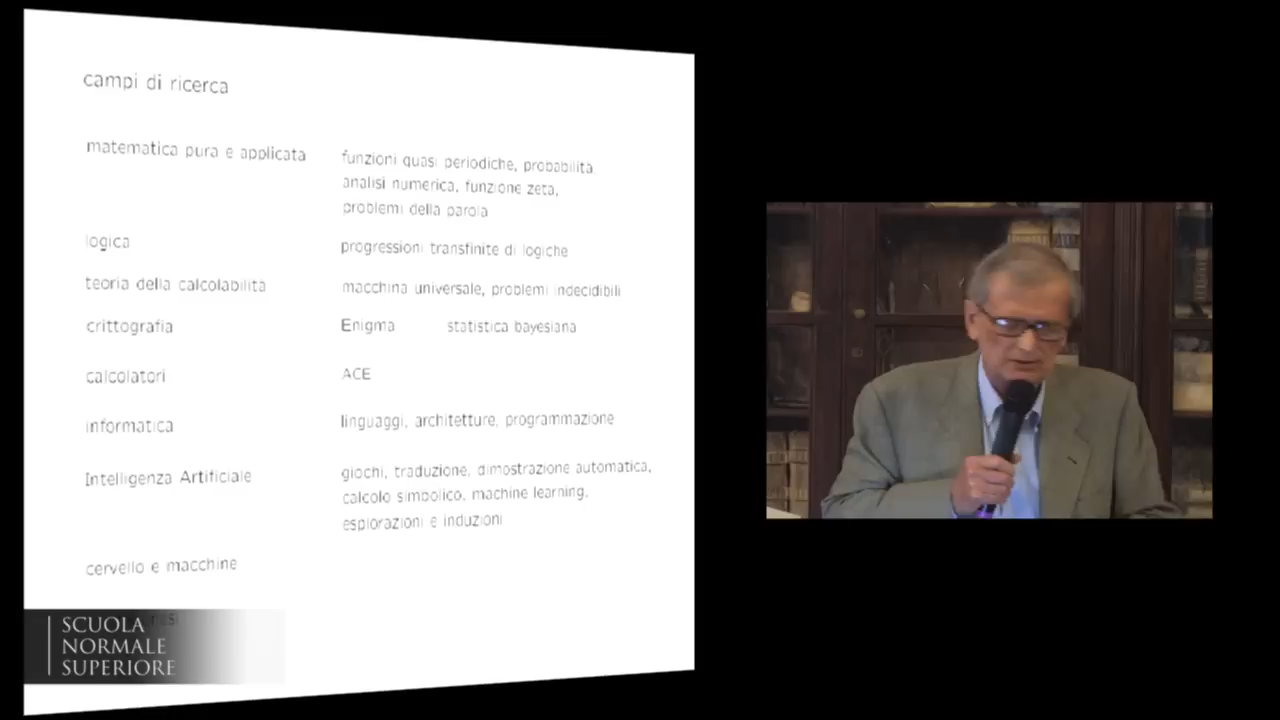 campi di ricerca
matematica pura e applicata
funzioni quasi periodiche, probabilità
analisi numerica, funzione zeta,
problemi della parola
logica
progressioni transfinite di logiche
teoria della calcolabilità
macchina universale, problemi indecidibili
crittografia
Enigma statistica bayesiana
calcolatori
ACE
informatica
linguaggi, architetture, programmazione
Intelligenza Artificiale
giochi, traduzione, dimostrazione automatica,
calcolo simbolico, machine learning,
esplorazioni e induzioni
cervello e macchine
SCUOLA
NORMALE
SUPERIORE